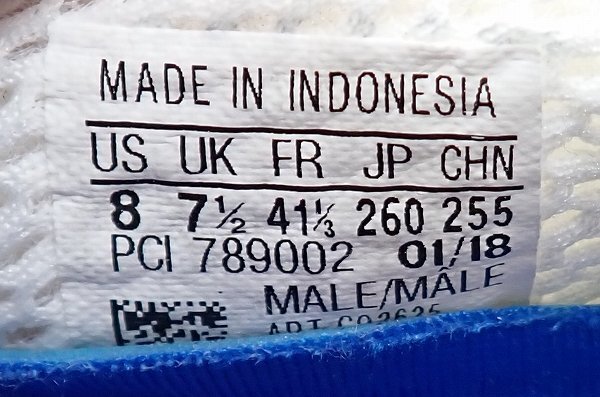 MADE IN INDONESIA
US UK FR JP CHN
8 7½ 41⅓ 260 255
PCI 789002 01/18
MALE/MÂLE
ART